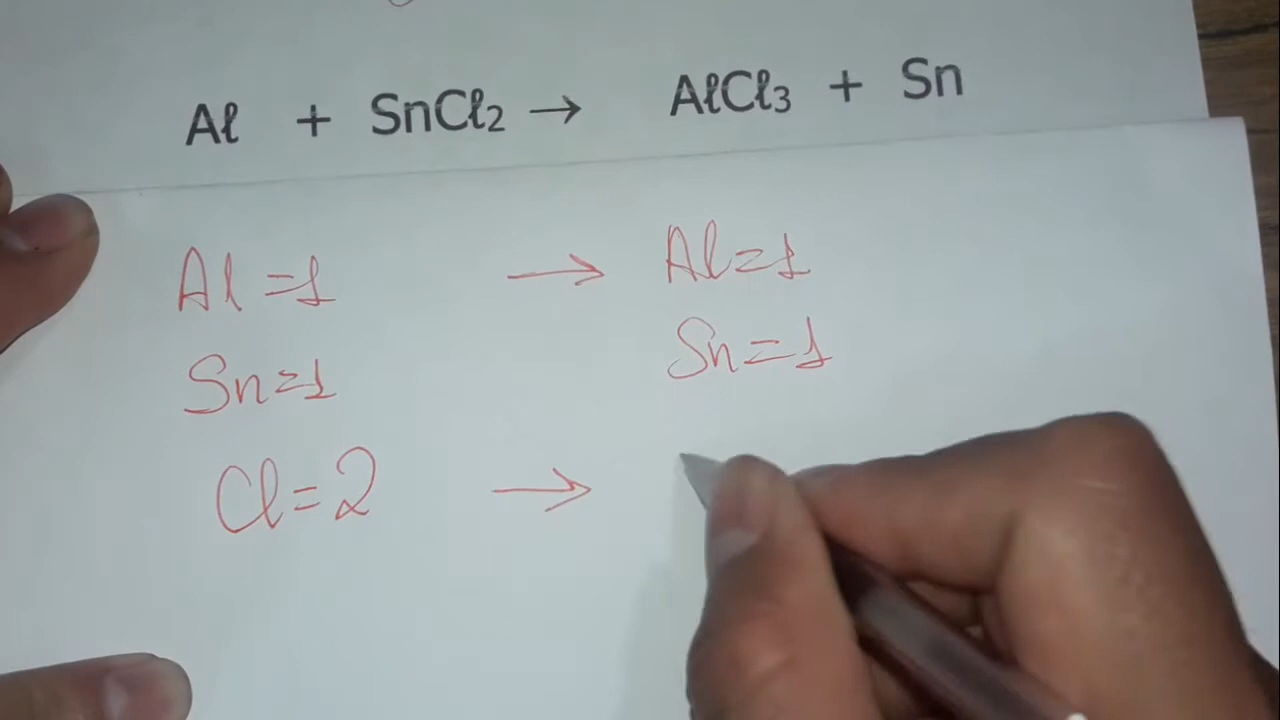 Al + SnCl₂ → AlCl₃ + Sn
Al=1 → Al=1
Sn=1 Sn=1
Cl=2 →